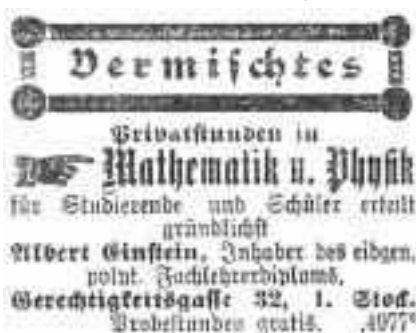 Vermischtes
Privatstunden in
Mathematik u. Physik
für Studierende und Schüler erteilt
gründlichst
Albert Einstein, Inhaber des eidgen.
polyt. Fachlehrerdiploms,
Gerechtigkeitsgasse 32, 1. Stock.
Probestunden gratis.